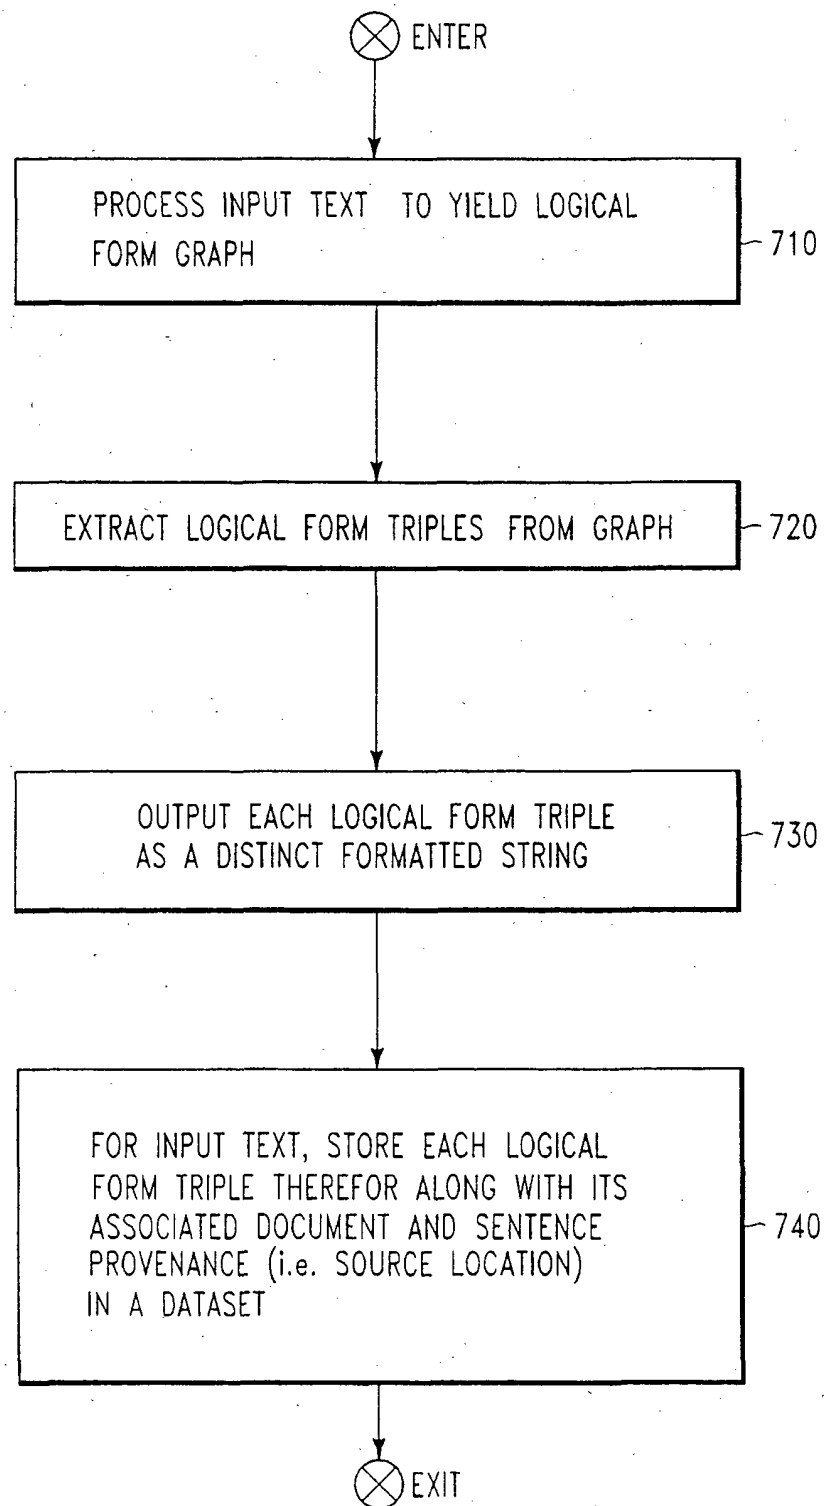 ENTER
PROCESS INPUT TEXT TO YIELD LOGICAL
FORM GRAPH
710
EXTRACT LOGICAL FORM TRIPLES FROM GRAPH
720
OUTPUT EACH LOGICAL FORM TRIPLE
AS A DISTINCT FORMATTED STRING
730
FOR INPUT TEXT, STORE EACH LOGICAL
FORM TRIPLE THEREFOR ALONG WITH ITS
ASSOCIATED DOCUMENT AND SENTENCE
PROVENANCE (i.e. SOURCE LOCATION)
IN A DATASET
740
EXIT